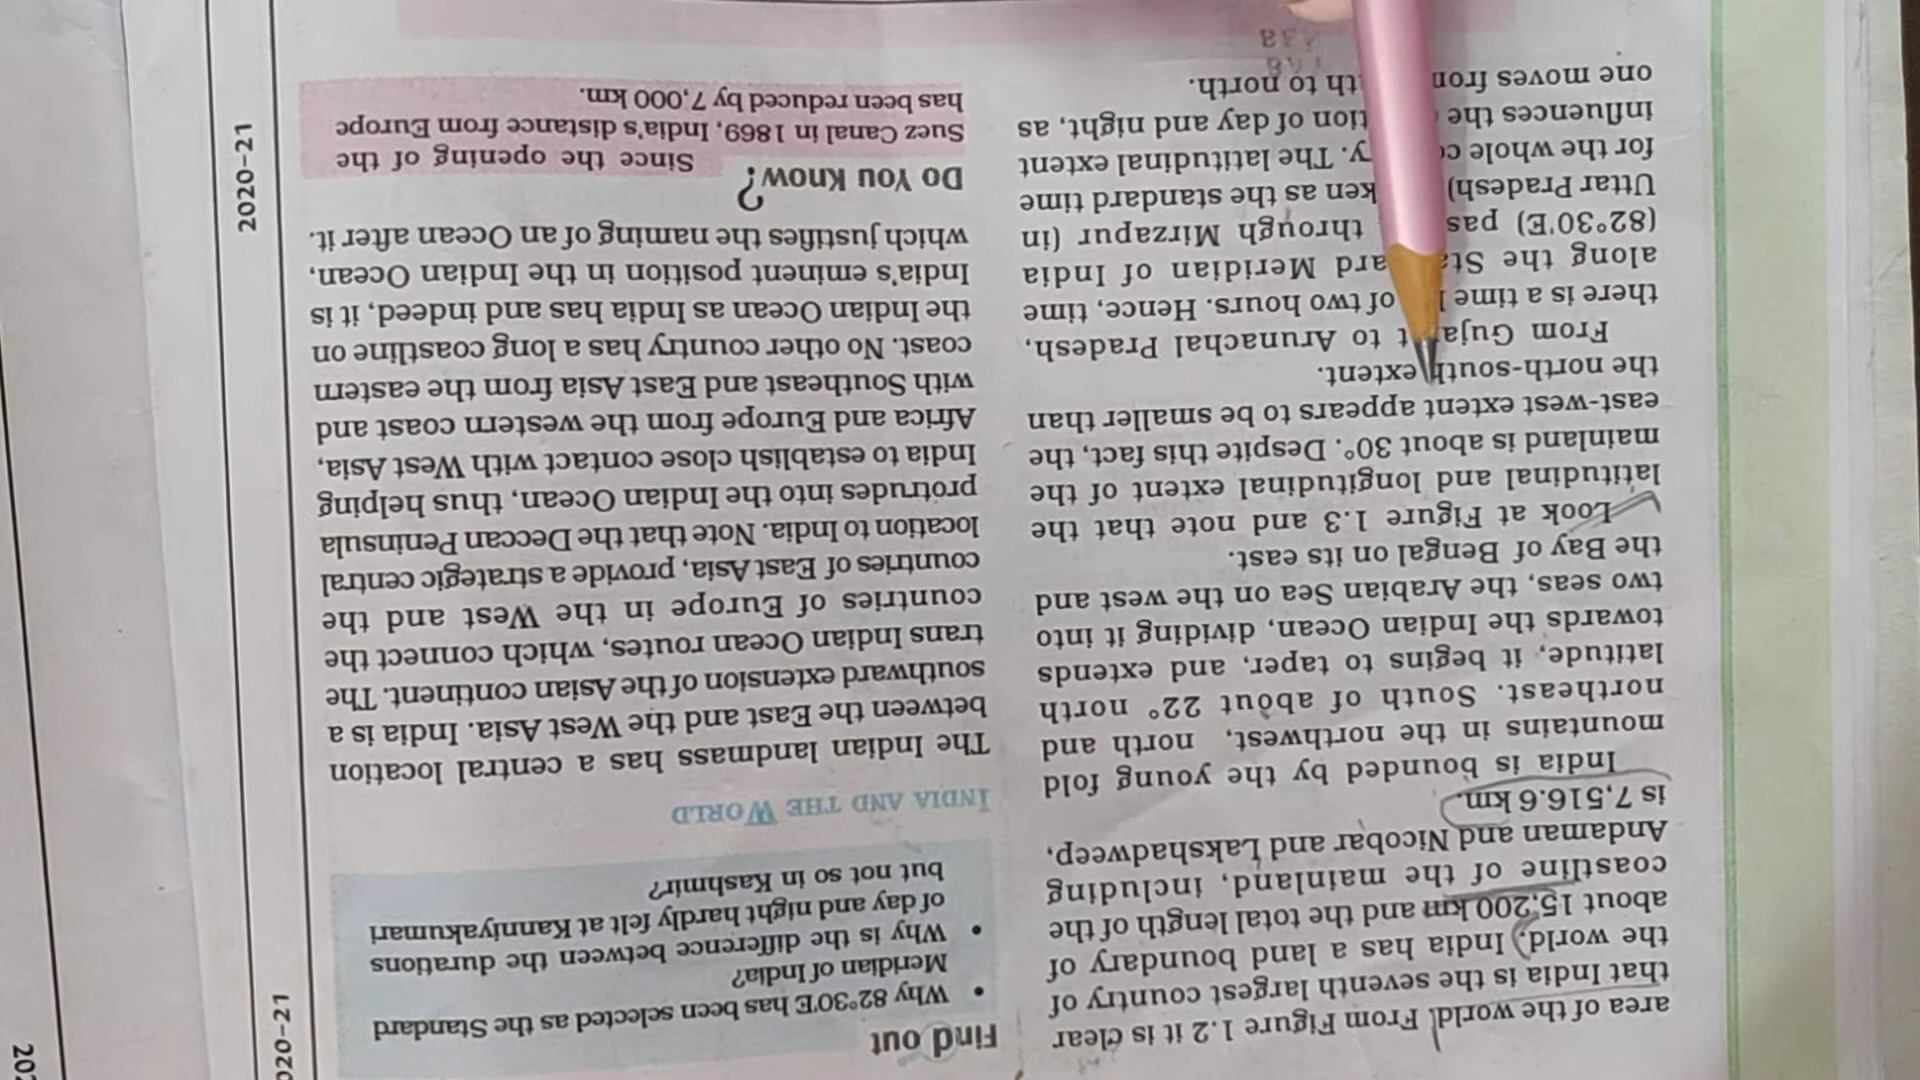 area of the world. From Figure 1.2 it is clear
that India is the seventh largest country of
the world. India has a land boundary of
about 15,200 km and the total length of the
coastline of the mainland, including
Andaman and Nicobar and Lakshadweep,
is 7,516.6 km.
India is bounded by the young fold
mountains in the northwest, north and
northeast. South of about 22° north
latitude, it begins to taper, and extends
towards the Indian Ocean, dividing it into
two seas, the Arabian Sea on the west and
the Bay of Bengal on its east.
Look at Figure 1.3 and note that the
latitudinal and longitudinal extent of the
mainland is about 30°. Despite this fact, the
east-west extent appears to be smaller than
the north-south extent.
From Gujat to Arunachal Pradesh,
there is a time of two hours. Hence, time
along the Staard Meridian of India
(82°30'E) pas through Mirzapur (in
Uttar Pradesh) ken as the standard time
for the whole coy. The latitudinal extent
influences the tion of day and night, as
one moves from th to north.
Find out
• Why 82°30'E has been selected as the Standard
Meridian of India?
• Why is the difference between the durations
of day and night hardly felt at Kanniyakumari
but not so in Kashmir?
INDIA AND THE WORLD
The Indian landmass has a central location
between the East and the West Asia. India is a
southward extension of the Asian continent. The
trans Indian Ocean routes, which connect the
countries of Europe in the West and the
countries of East Asia, provide a strategic central
location to India. Note that the Deccan Peninsula
protrudes into the Indian Ocean, thus helping
India to establish close contact with West Asia,
Africa and Europe from the western coast and
with Southeast and East Asia from the eastern
coast. No other country has a long coastline on
the Indian Ocean as India has and indeed, it is
India's eminent position in the Indian Ocean,
which justifies the naming of an Ocean after it.
DO YOU KNOW? Since the opening of the
Suez Canal in 1869, India's distance from Europe
has been reduced by 7,000 km.
020-21
2020-21
202